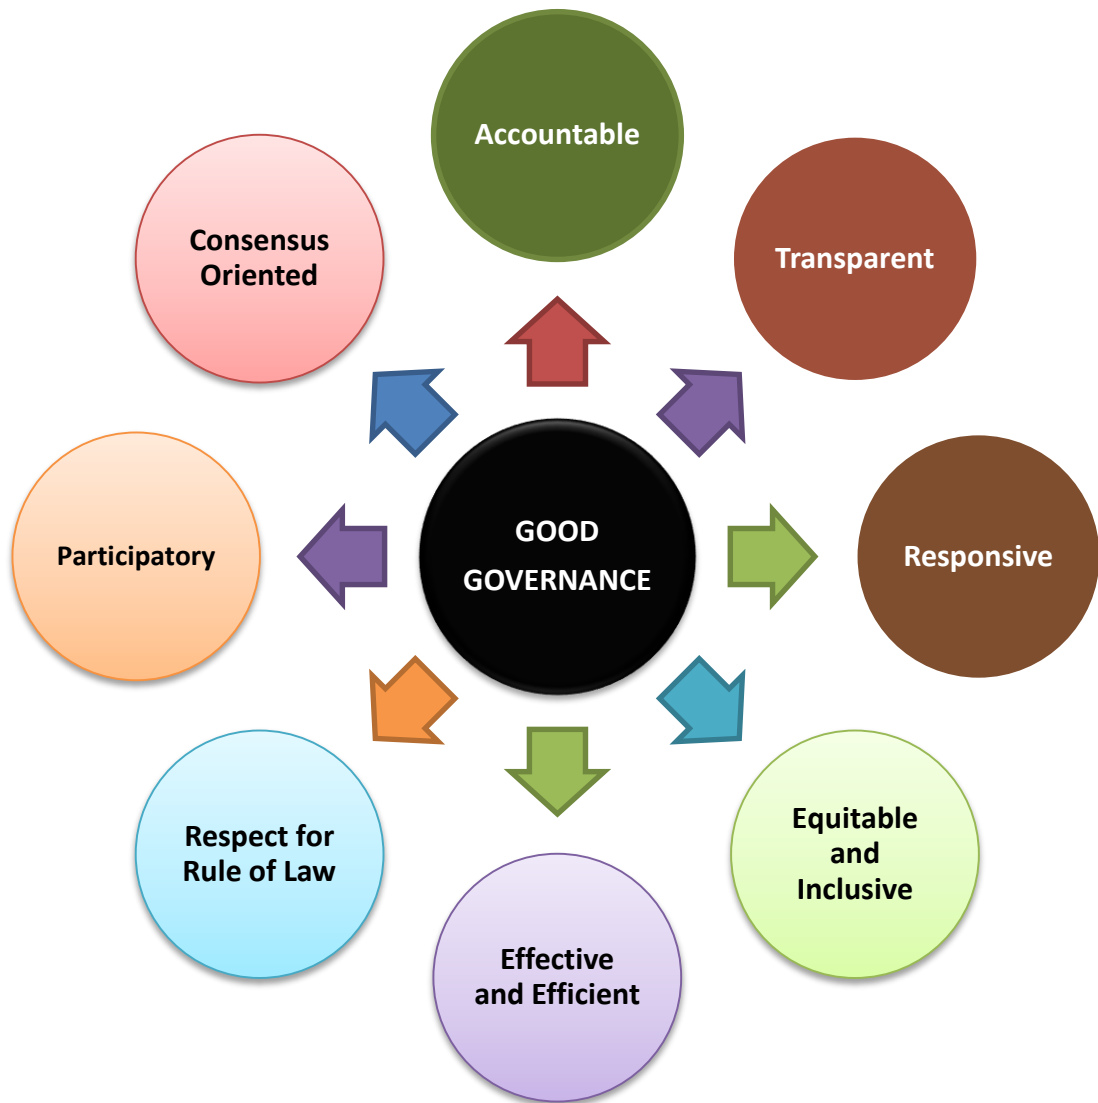 Accountable
Transparent
Responsive
Equitable
and
Inclusive
Effective
and Efficient
Respect for
Rule of Law
Participatory
Consensus
Oriented
GOOD
GOVERNANCE